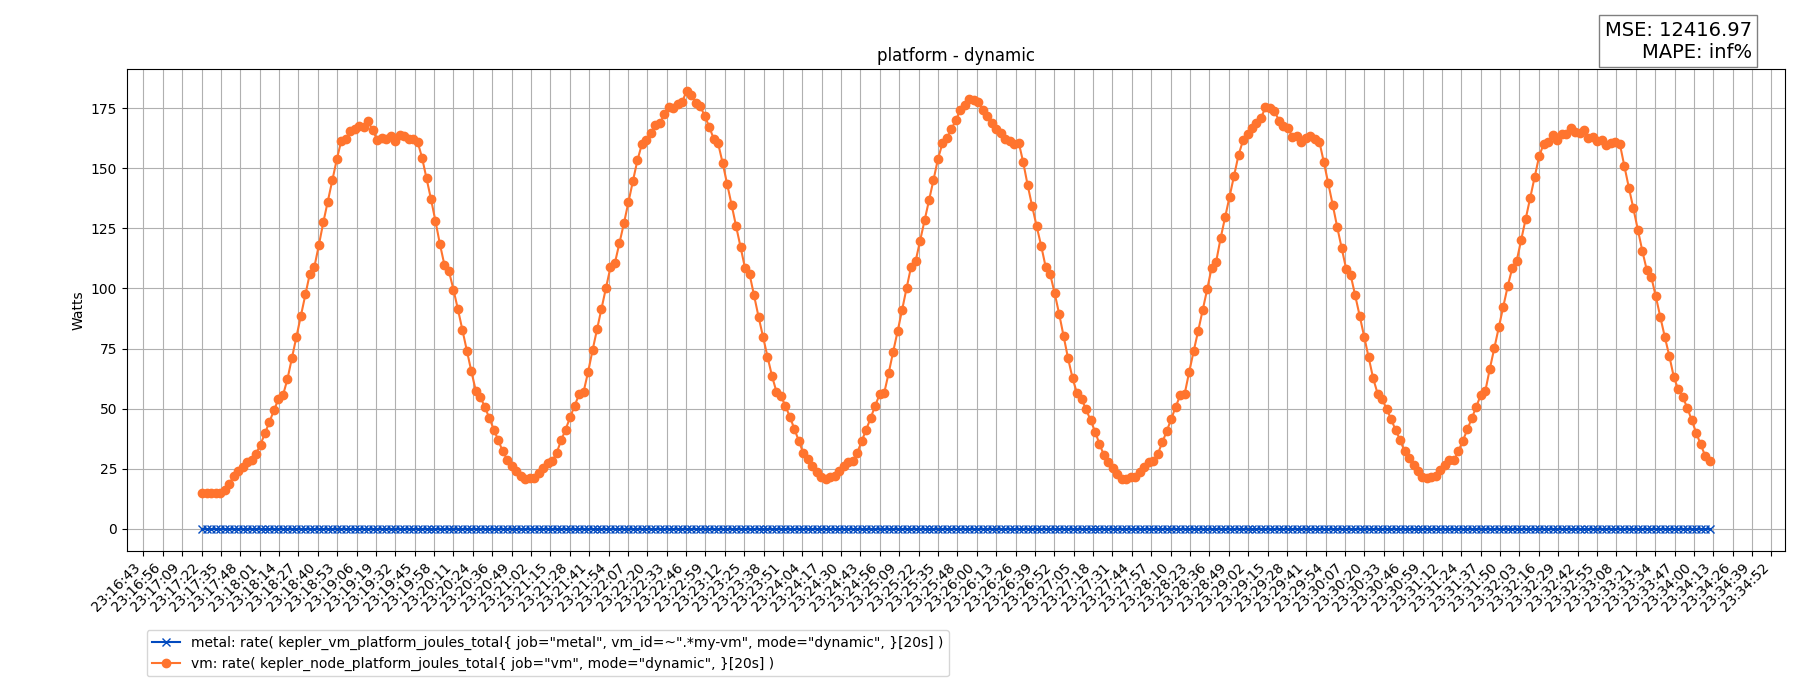 MSE: 12416.97
MAPE: inf%
platform - dynamic
Watts
175
150
125
100
75
50
25
0
23:16:43 23:16:56 23:17:09 23:17:22 23:17:35 23:17:48 23:18:01 23:18:14 23:18:27 23:18:40 23:18:53 23:19:06 23:19:19 23:19:32 23:19:45 23:19:58 23:20:11 23:20:24 23:20:36 23:20:49 23:21:02 23:21:15 23:21:28 23:21:41 23:21:54 23:22:07 23:22:20 23:22:33 23:22:46 23:22:59 23:23:12 23:23:25 23:23:38 23:23:51 23:24:04 23:24:17 23:24:30 23:24:43 23:24:56 23:25:09 23:25:22 23:25:35 23:25:48 23:26:00 23:26:13 23:26:26 23:26:39 23:26:52 23:27:05 23:27:18 23:27:31 23:27:44 23:27:57 23:28:10 23:28:23 23:28:36 23:28:49 23:29:02 23:29:15 23:29:28 23:29:41 23:29:54 23:30:07 23:30:20 23:30:33 23:30:46 23:30:59 23:31:12 23:31:24 23:31:37 23:31:50 23:32:03 23:32:16 23:32:29 23:32:42 23:32:55 23:33:08 23:33:21 23:33:34 23:33:47 23:34:00 23:34:13 23:34:26 23:34:39 23:34:52
metal: rate( kepler_vm_platform_joules_total{ job="metal", vm_id=~".*my-vm", mode="dynamic", }[20s] )
vm: rate( kepler_node_platform_joules_total{ job="vm", mode="dynamic", }[20s] )